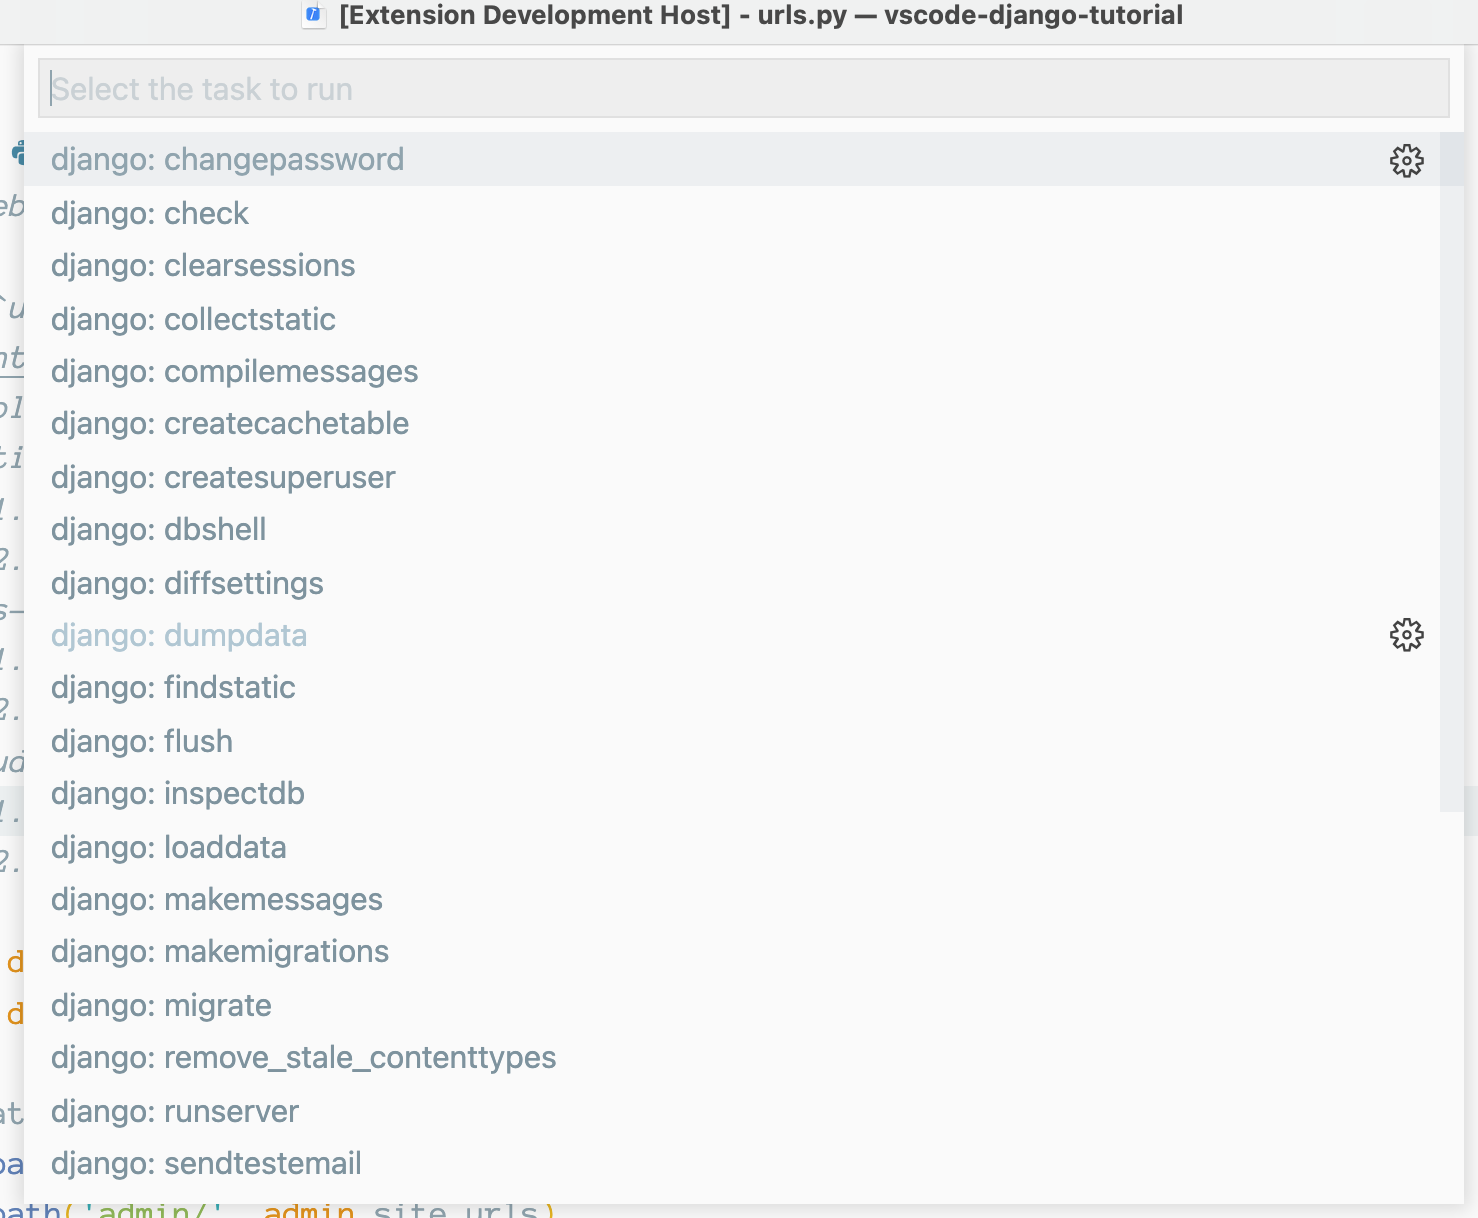 [Extension Development Host] - urls.py — vscode-django-tutorial
Select the task to run
django: changepassword
django: check
django: clearsessions
django: collectstatic
django: compilemessages
django: createcachetable
django: createsuperuser
django: dbshell
django: diffsettings
django: dumpdata
django: findstatic
django: flush
django: inspectdb
django: loaddata
django: makemessages
django: makemigrations
django: migrate
django: remove_stale_contenttypes
django: runserver
django: sendtestemail
path('admin/', admin.site.urls)